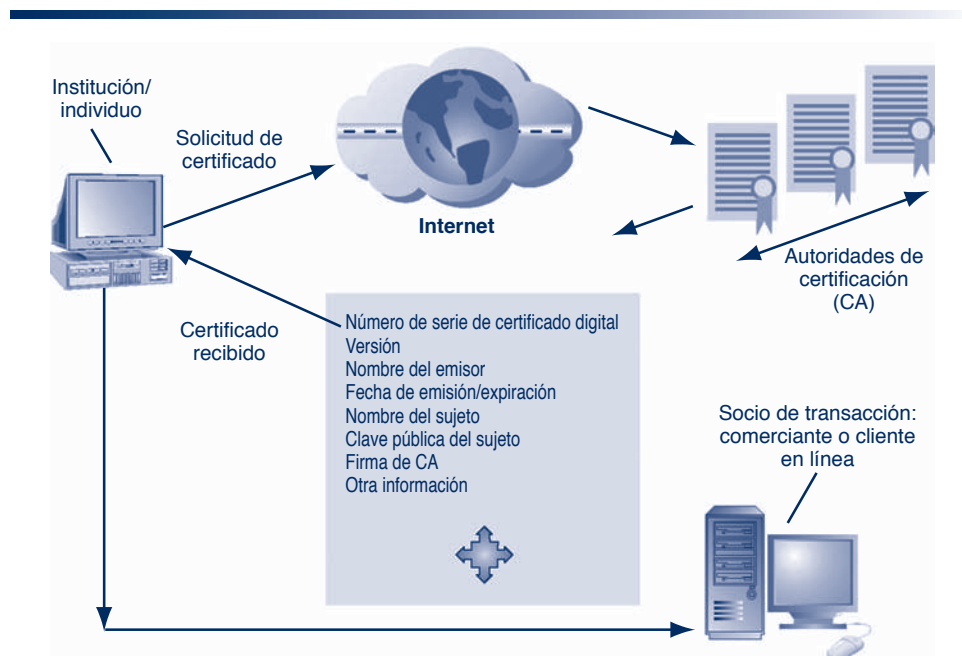 Institución/
individuo
Solicitud de
certificado
Internet
Autoridades de
certificación
(CA)
Certificado
recibido
Número de serie de certificado digital
Versión
Nombre del emisor
Fecha de emisión/expiración
Nombre del sujeto
Clave pública del sujeto
Firma de CA
Otra información
Socio de transacción:
comerciante o cliente
en línea